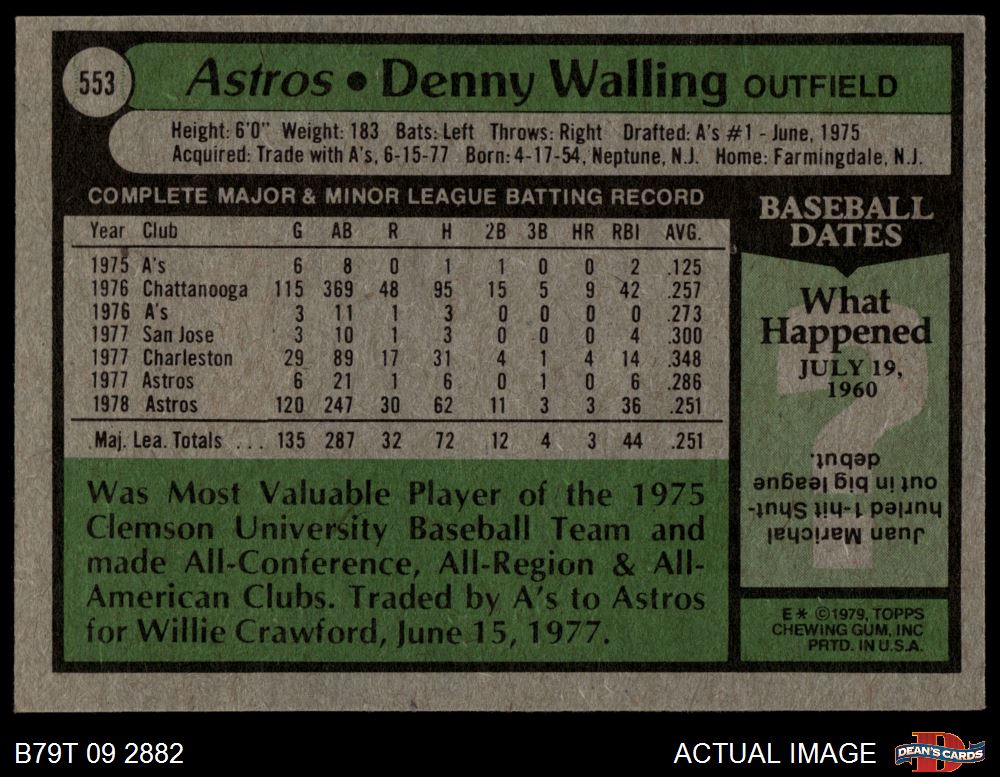 553 Astros • Denny Walling OUTFIELD
Height: 6'0" Weight: 183 Bats: Left Throws: Right Drafted: A's #1 - June, 1975
Acquired: Trade with A's, 6-15-77 Born: 4-17-54, Neptune, N.J. Home: Farmingdale, N.J.
COMPLETE MAJOR & MINOR LEAGUE BATTING RECORD
Year Club G AB R H 2B 3B HR RBI AVG.
1975 A's 6 8 0 1 1 0 0 2 .125
1976 Chattanooga 115 369 48 95 15 5 9 42 .257
1976 A's 3 11 1 3 0 0 0 0 .273
1977 San Jose 3 10 1 3 0 0 0 4 .300
1977 Charleston 29 89 17 31 4 1 4 14 .348
1977 Astros 6 21 1 6 0 1 0 6 .286
1978 Astros 120 247 30 62 11 3 3 36 .251
Maj. Lea. Totals ... 135 287 32 72 12 4 3 44 .251
Was Most Valuable Player of the 1975
Clemson University Baseball Team and
made All-Conference, All-Region & All-
American Clubs. Traded by A's to Astros
for Willie Crawford, June 15, 1977.
BASEBALL
DATES
What
Happened
JULY 19,
1960
?
Juan Marichal
hurled 1-hit Shut-
out in big league
debut.
E* ©1979, TOPPS
CHEWING GUM, INC
PRTD. IN U.S.A.
B79T 09 2882
ACTUAL IMAGE
D
DEAN'S CARDS